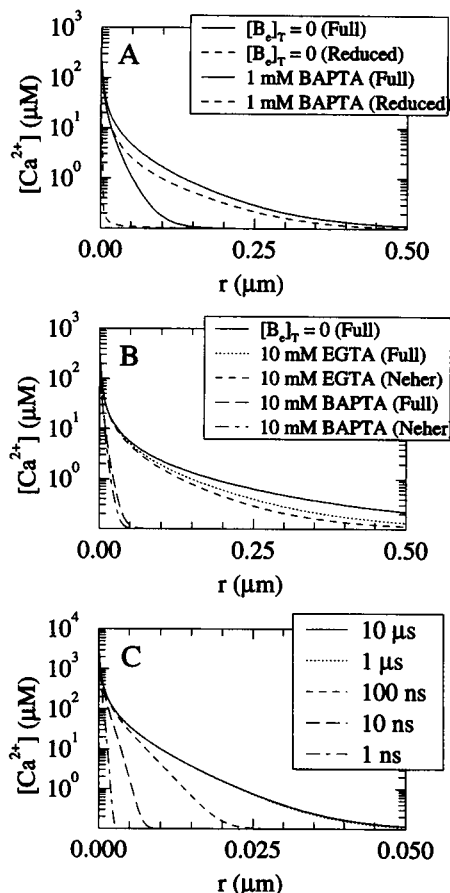 A
[Bₑ]_T = 0 (Full)
[Bₑ]_T = 0 (Reduced)
1 mM BAPTA (Full)
1 mM BAPTA (Reduced)
[Ca²⁺] (μM)
10³
10²
10¹
10⁰
0.00 0.25 0.50
r (μm)
B
[Bₑ]_T = 0 (Full)
10 mM EGTA (Full)
10 mM EGTA (Neher)
10 mM BAPTA (Full)
10 mM BAPTA (Neher)
[Ca²⁺] (μM)
10³
10²
10¹
10⁰
0.00 0.25 0.50
r (μm)
C
10 μs
1 μs
100 ns
10 ns
1 ns
[Ca²⁺] (μM)
10⁴
10³
10²
10¹
10⁰
0.000 0.025 0.050
r (μm)